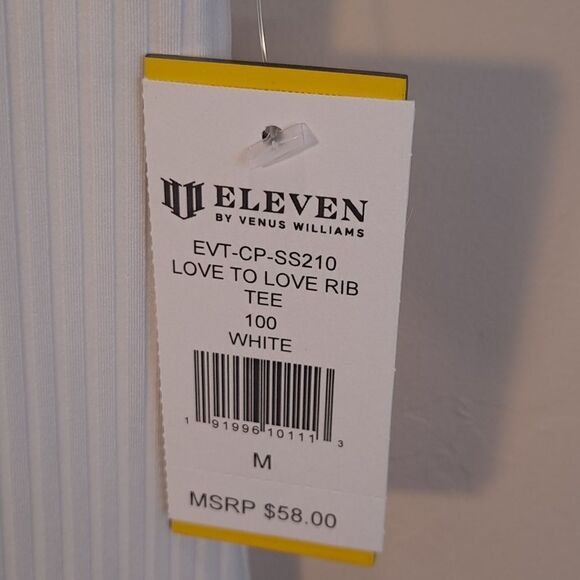 ELEVEN
BY VENUS WILLIAMS
EVT-CP-SS210
LOVE TO LOVE RIB
TEE
100
WHITE
1 91996 10111 3
M
MSRP $58.00